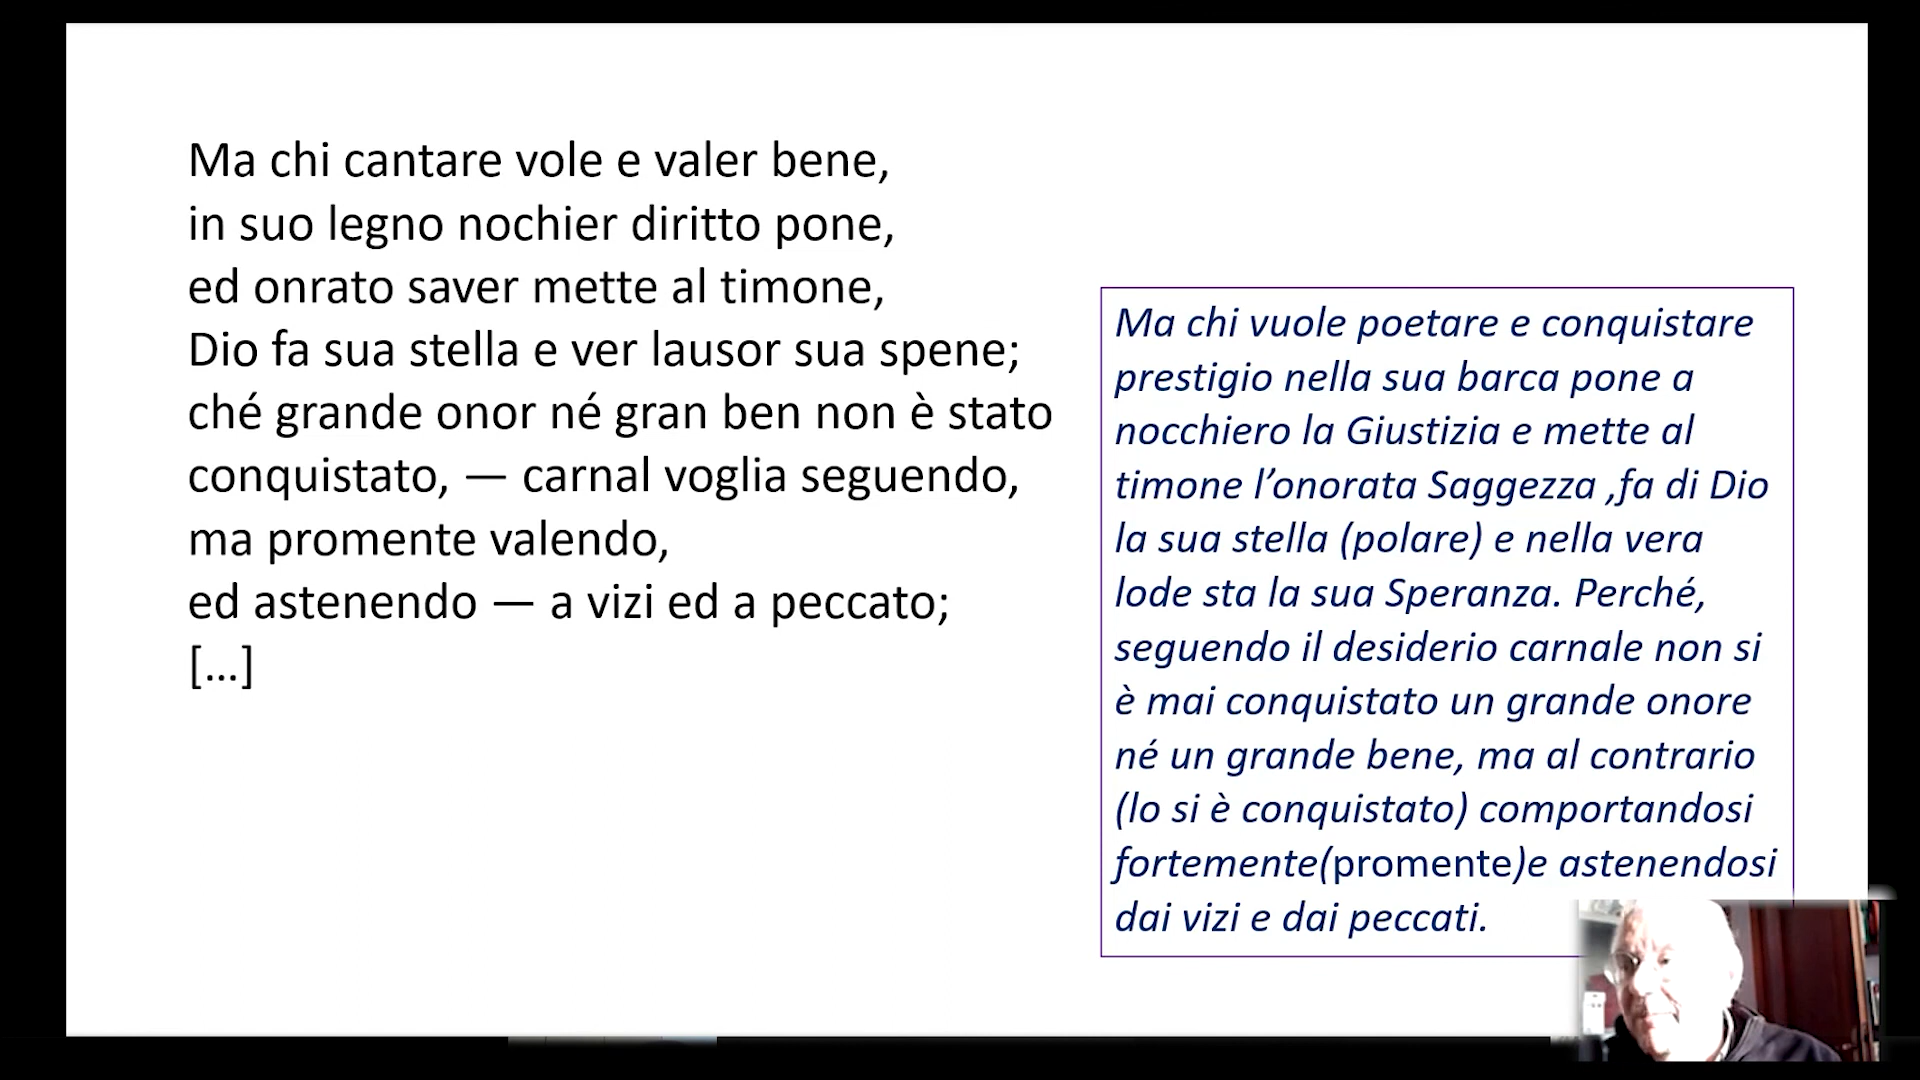 Ma chi cantare vole e valer bene,
in suo legno nochier diritto pone,
ed onrato saver mette al timone,
Dio fa sua stella e ver lausor sua spene;
ché grande onor né gran ben non è stato
conquistato, — carnal voglia seguendo,
ma promente valendo,
ed astenendo — a vizi ed a peccato;
[...]
Ma chi vuole poetare e conquistare
prestigio nella sua barca pone a
nocchiero la Giustizia e mette al
timone l’onorata Saggezza ,fa di Dio
la sua stella (polare) e nella vera
lode sta la sua Speranza. Perché,
seguendo il desiderio carnale non si
è mai conquistato un grande onore
né un grande bene, ma al contrario
(lo si è conquistato) comportandosi
fortemente(promente)e astenendosi
dai vizi e dai peccati.